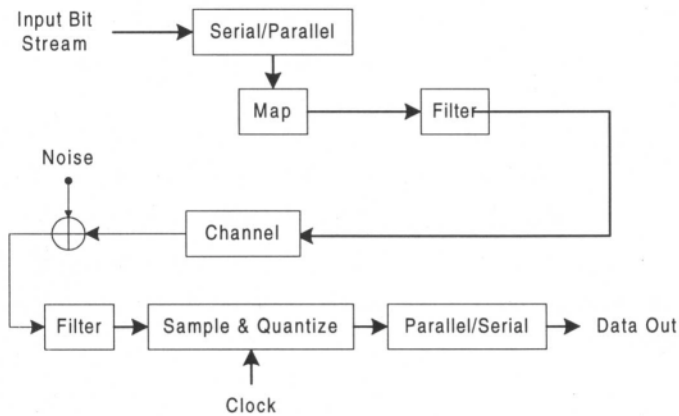 Input Bit
Stream
Serial/Parallel
Map
Filter
Noise
Channel
Filter
Sample & Quantize
Parallel/Serial
Data Out
Clock